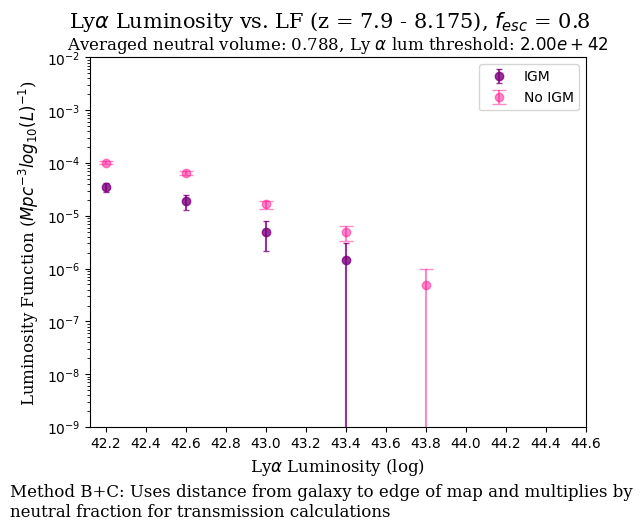 Lyα Luminosity vs. LF (z = 7.9 - 8.175), f_esc = 0.8
Averaged neutral volume: 0.788, Ly α lum threshold: 2.00e + 42
IGM
No IGM
Luminosity Function (Mpc⁻³log₁₀(L)⁻¹)
10⁻²
10⁻³
10⁻⁴
10⁻⁵
10⁻⁶
10⁻⁷
10⁻⁸
10⁻⁹
42.2 42.4 42.6 42.8 43.0 43.2 43.4 43.6 43.8 44.0 44.2 44.4 44.6
Lyα Luminosity (log)
Method B+C: Uses distance from galaxy to edge of map and multiplies by
neutral fraction for transmission calculations